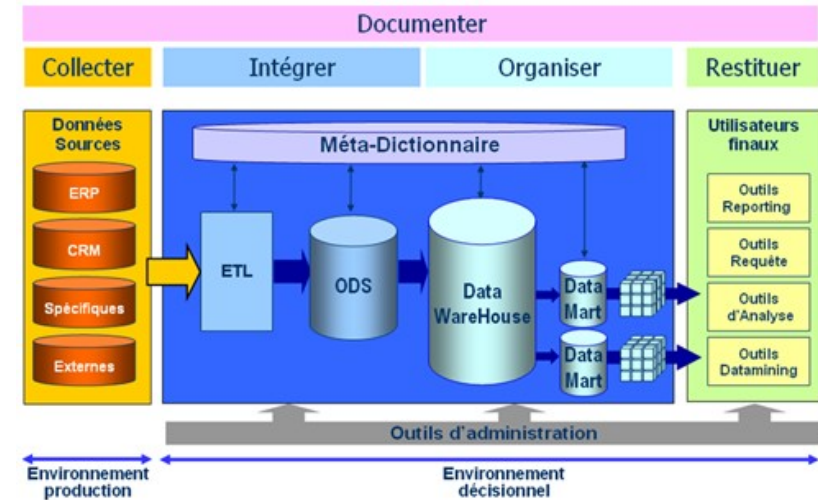 Documenter
Collecter
Intégrer
Organiser
Restituer
Données
Sources
ERP
CRM
Spécifiques
Externes
Méta-Dictionnaire
ETL
ODS
Data
WareHouse
Data
Mart
Data
Mart
Utilisateurs
finaux
Outils
Reporting
Outils
Requête
Outils
d'Analyse
Outils
Datamining
Outils d'administration
Environnement
production
Environnement
décisionnel